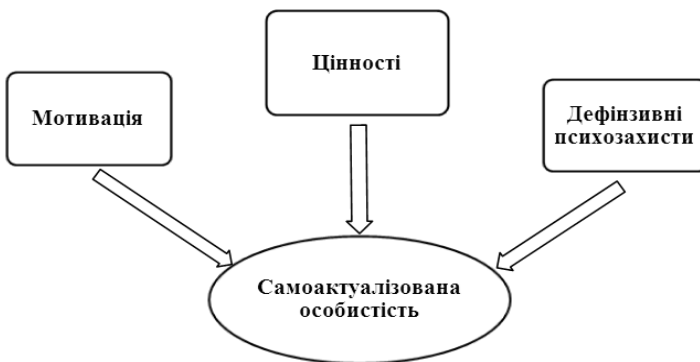 Цінності
Мотивація
Дефінзивні
психозахисти
Самоактуалізована
особистість